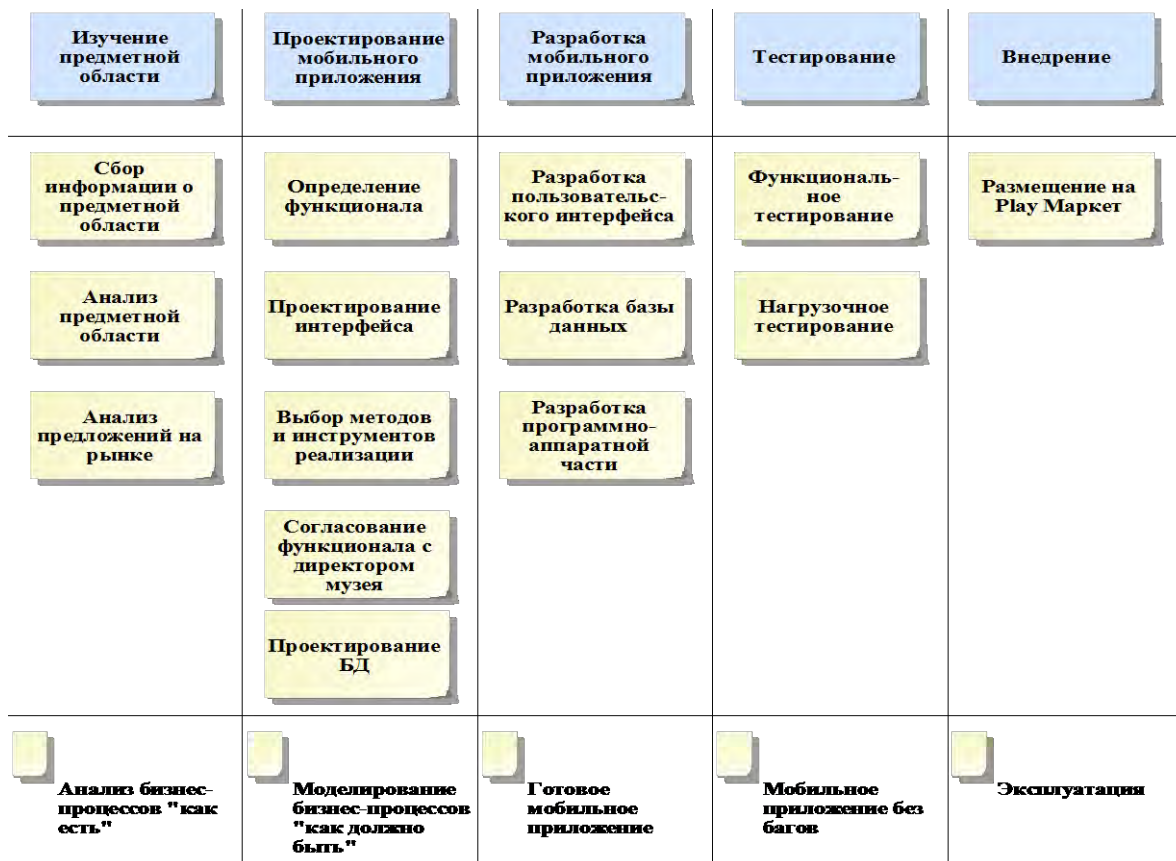 Изучение
предметной
области
Проектирование
мобильного
приложения
Разработка
мобильного
приложения
Тестирование
Внедрение
Сбор
информации о
предметной
области
Определение
функционала
Разработка
пользовательс-
кого интерфейса
Функциональ-
ное
тестирование
Размещение на
Play Маркет
Анализ
предметной
области
Проектирование
интерфейса
Разработка базы
данных
Нагрузочное
тестирование
Анализ
предложений на
рынке
Выбор методов
и инструментов
реализации
Разработка
программно-
аппаратной
части
Согласование
функционала с
директором
музея
Проектирование
БД
Анализ бизнес-
процессов "как
есть"
Моделирование
бизнес-процессов
"как должно
быть"
Готовое
мобильное
приложение
Мобильное
приложение без
багов
Эксплуатация